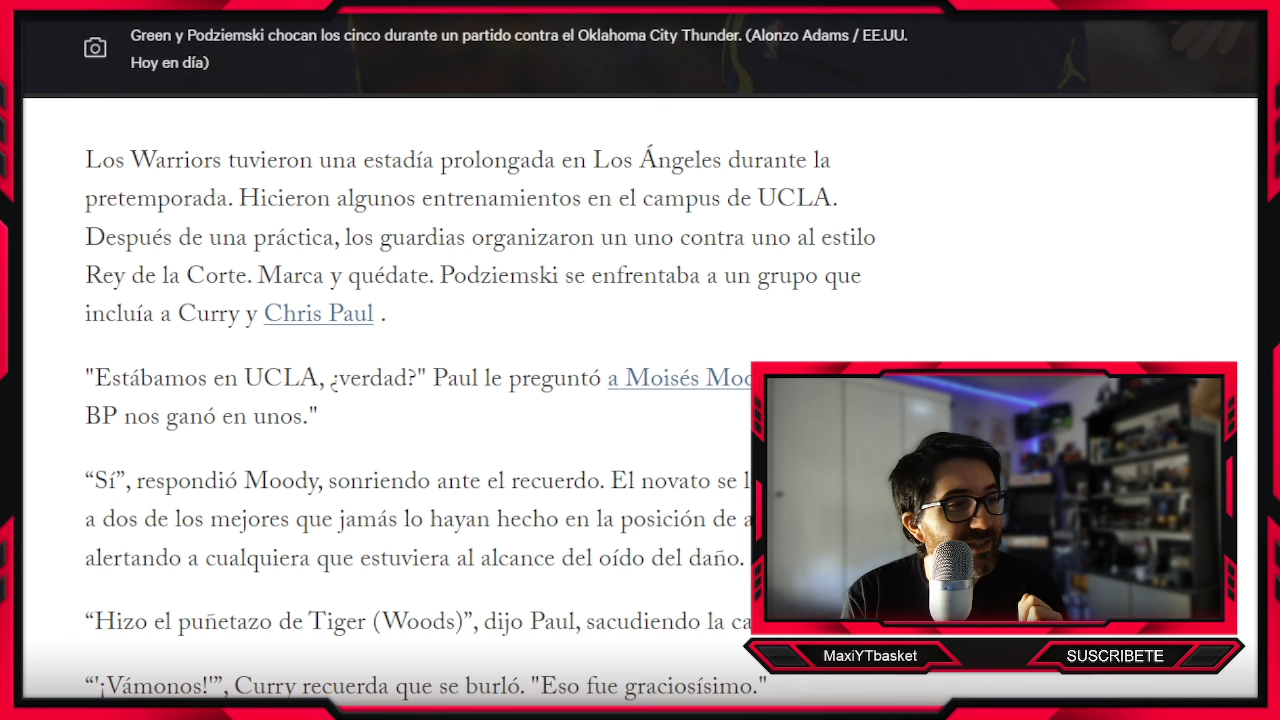 Green y Podziemski chocan los cinco durante un partido contra el Oklahoma City Thunder. (Alonzo Adams / EE.UU.
Hoy en día)
Los Warriors tuvieron una estadía prolongada en Los Ángeles durante la
pretemporada. Hicieron algunos entrenamientos en el campus de UCLA.
Después de una práctica, los guardias organizaron un uno contra uno al estilo
Rey de la Corte. Marca y quédate. Podziemski se enfrentaba a un grupo que
incluía a Curry y Chris Paul .
"Estábamos en UCLA, ¿verdad?" Paul le preguntó a Moisés
BP nos ganó en unos."
“Sí”, respondió Moody, sonriendo ante el recuerdo. El novato se
a dos de los mejores que jamás lo hayan hecho en la posición de
alertando a cualquiera que estuviera al alcance del oído del daño.
“Hizo el puñetazo de Tiger (Woods)”, dijo Paul, sacudiendo la
“'¡Vámonos!'”, Curry recuerda que se burló. "Eso fue graciosísimo."
MaxiYTbasket
SUSCRIBETE